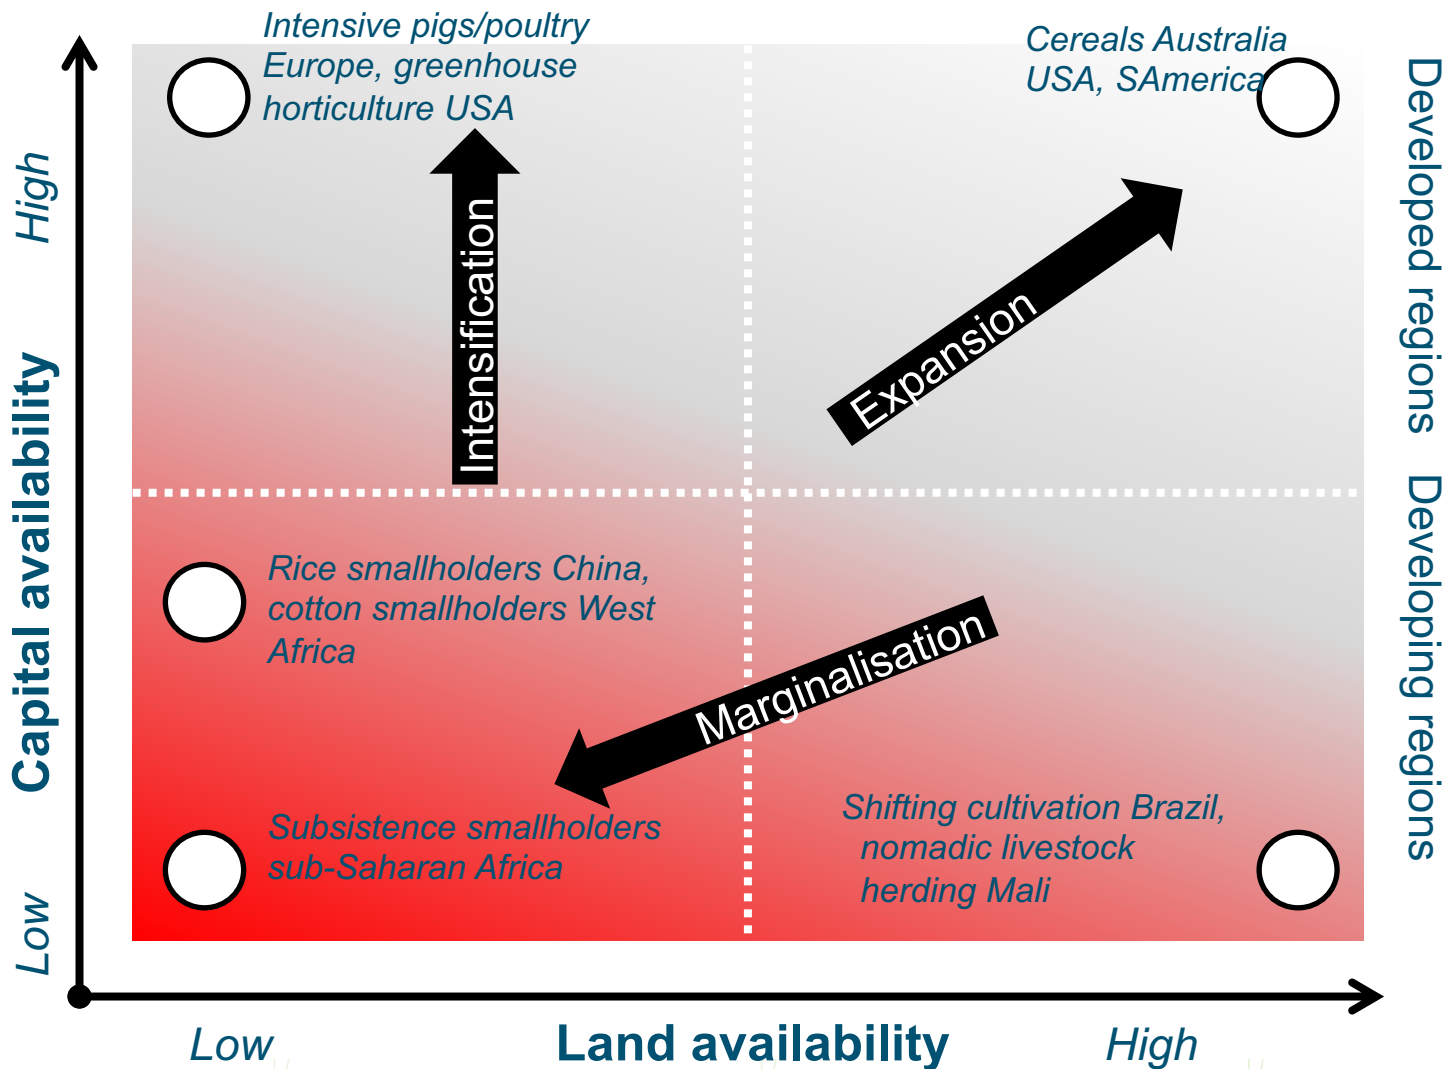 Intensive pigs/poultry
Europe, greenhouse
horticulture USA
Cereals Australia
USA, SAmerica
High
Capital availability
Low
Intensification
Expansion
Developed regions
Developing regions
Rice smallholders China,
cotton smallholders West
Africa
Marginalisation
Subsistence smallholders
sub-Saharan Africa
Shifting cultivation Brazil,
nomadic livestock
herding Mali
Low
Land availability
High